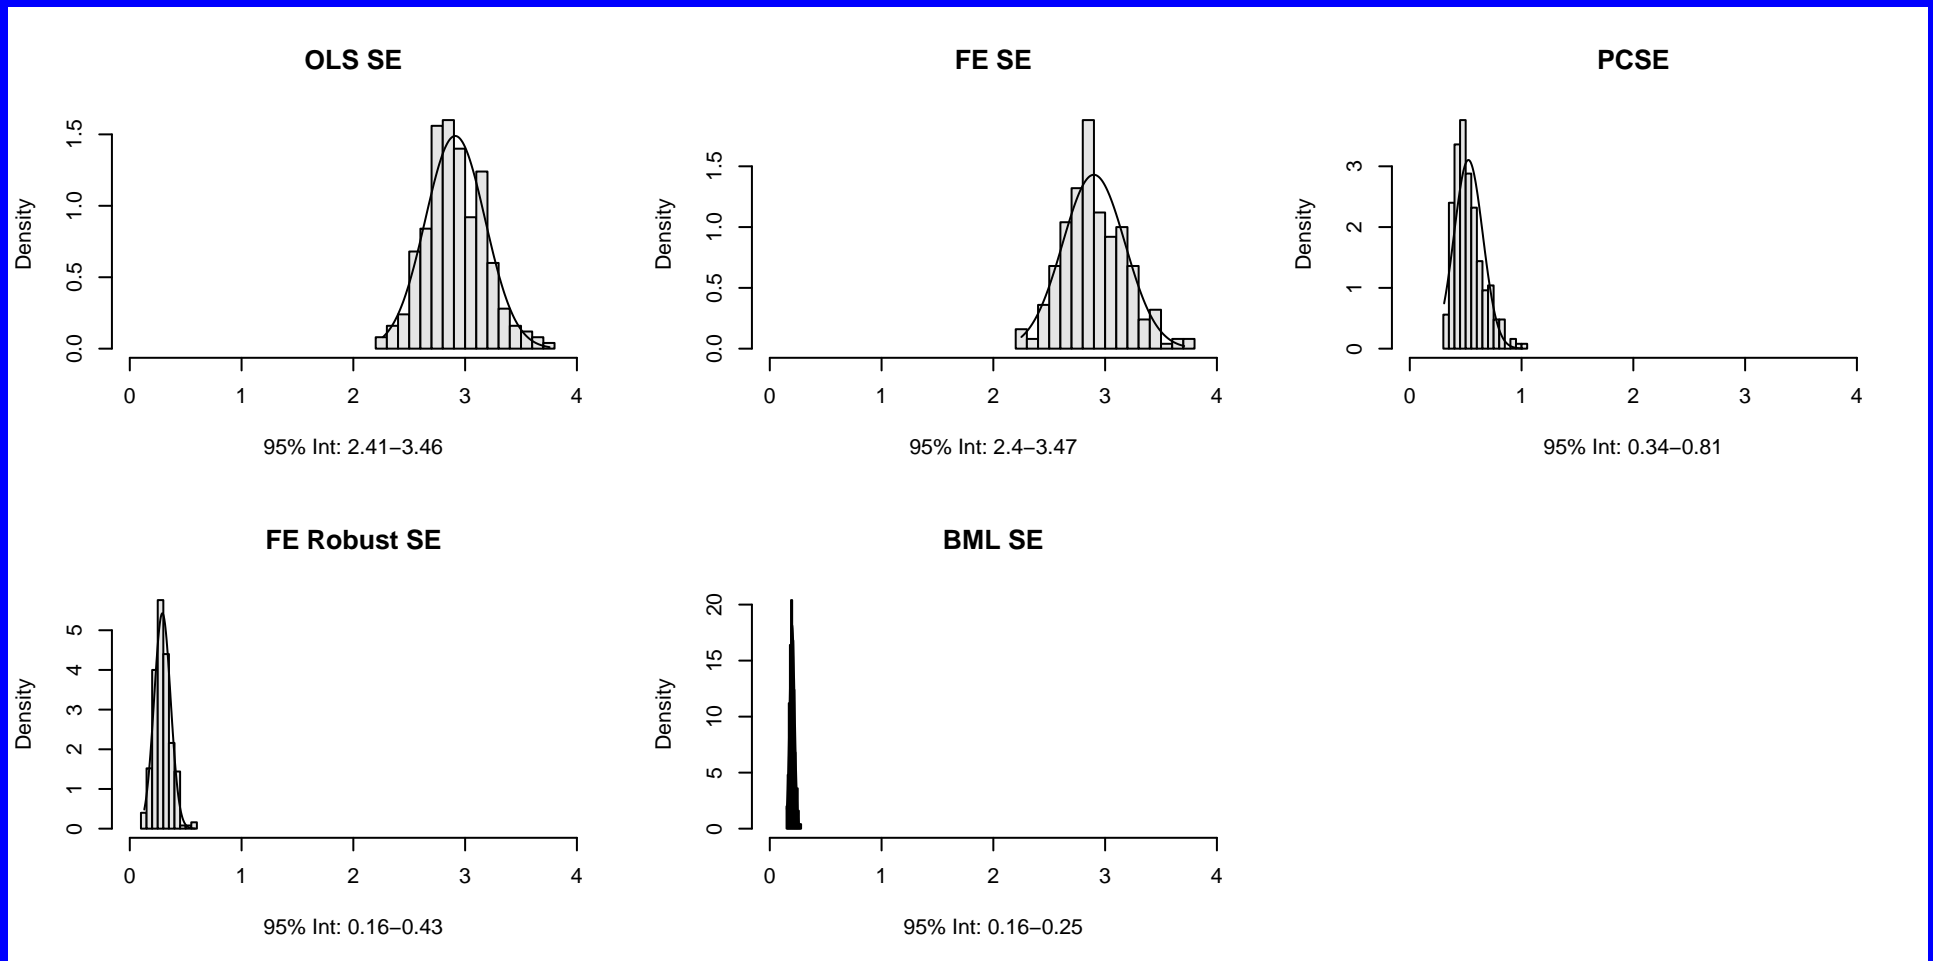 OLS SE
FE SE
PCSE
Density
0.0 0.5 1.0 1.5
0 1 2 3 4
95% Int: 2.41–3.46
Density
0.0 0.5 1.0 1.5
0 1 2 3 4
95% Int: 2.4–3.47
Density
0 1 2 3
0 1 2 3 4
95% Int: 0.34–0.81
FE Robust SE
BML SE
Density
0 1 2 3 4 5
0 1 2 3 4
95% Int: 0.16–0.43
Density
0 5 10 15 20
0 1 2 3 4
95% Int: 0.16–0.25